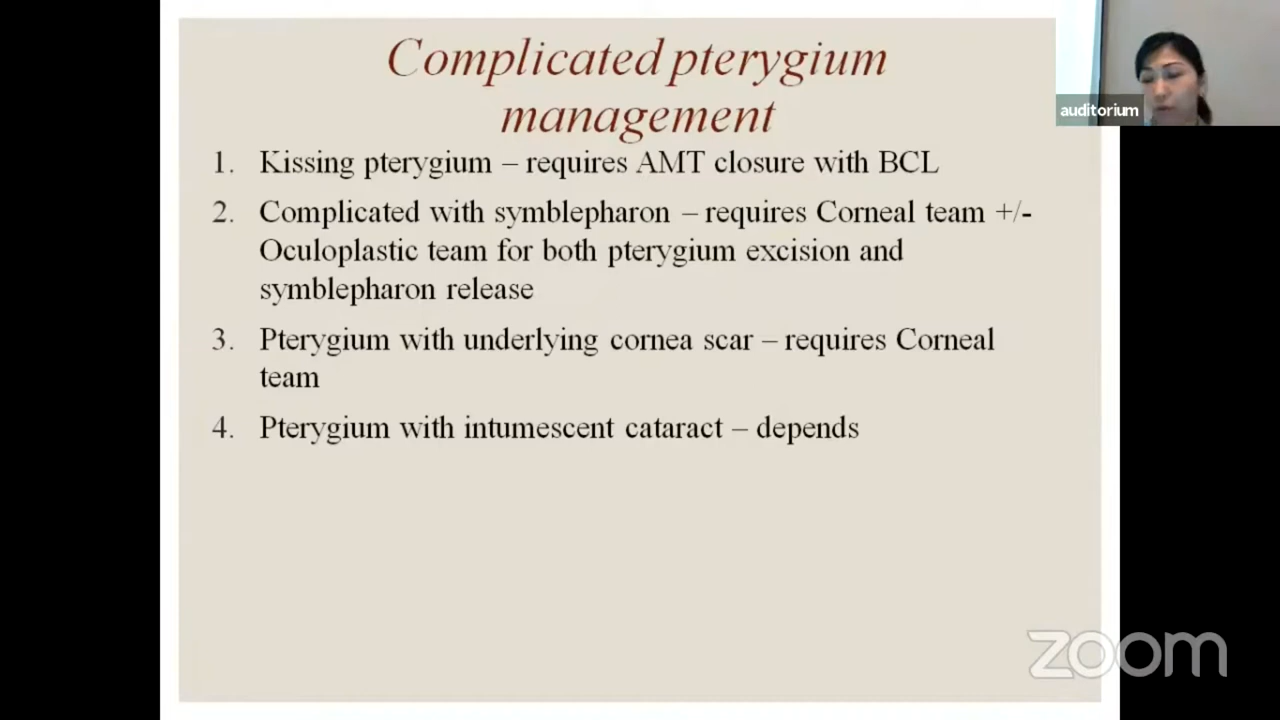 Complicated pterygium
management
1. Kissing pterygium – requires AMT closure with BCL
2. Complicated with symblepharon – requires Corneal team +/-
Oculoplastic team for both pterygium excision and
symblepharon release
3. Pterygium with underlying cornea scar – requires Corneal
team
4. Pterygium with intumescent cataract – depends
auditorium
zoom